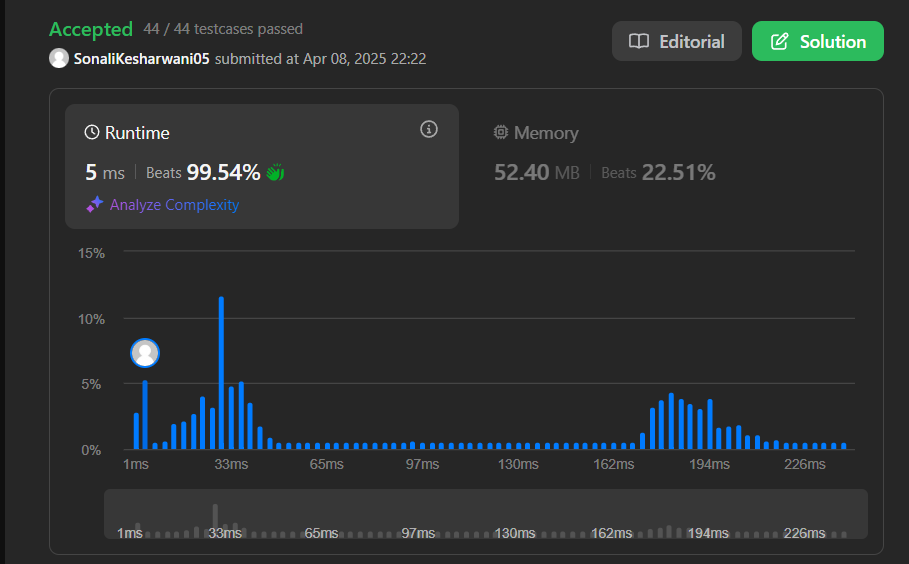 Accepted 44 / 44 testcases passed
Editorial
Solution
SonaliKesharwani05 submitted at Apr 08, 2025 22:22
Runtime
5 ms Beats 99.54%
Analyze Complexity
Memory
52.40 MB Beats 22.51%
15%
10%
5%
0%
1ms 33ms 65ms 97ms 130ms 162ms 194ms 226ms
1ms 33ms 65ms 97ms 130ms 162ms 194ms 226ms